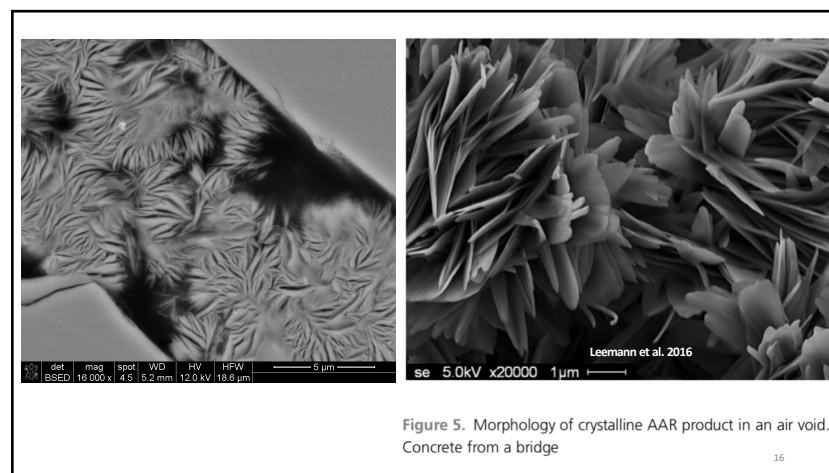 det mag spot WD HV HFW 5 µm
BSED 16 000 x 4.5 5.2 mm 12.0 kV 18.6 µm
Leemann et al. 2016
se 5.0kV x20000 1µm
Figure 5. Morphology of crystalline AAR product in an air void.
Concrete from a bridge
16